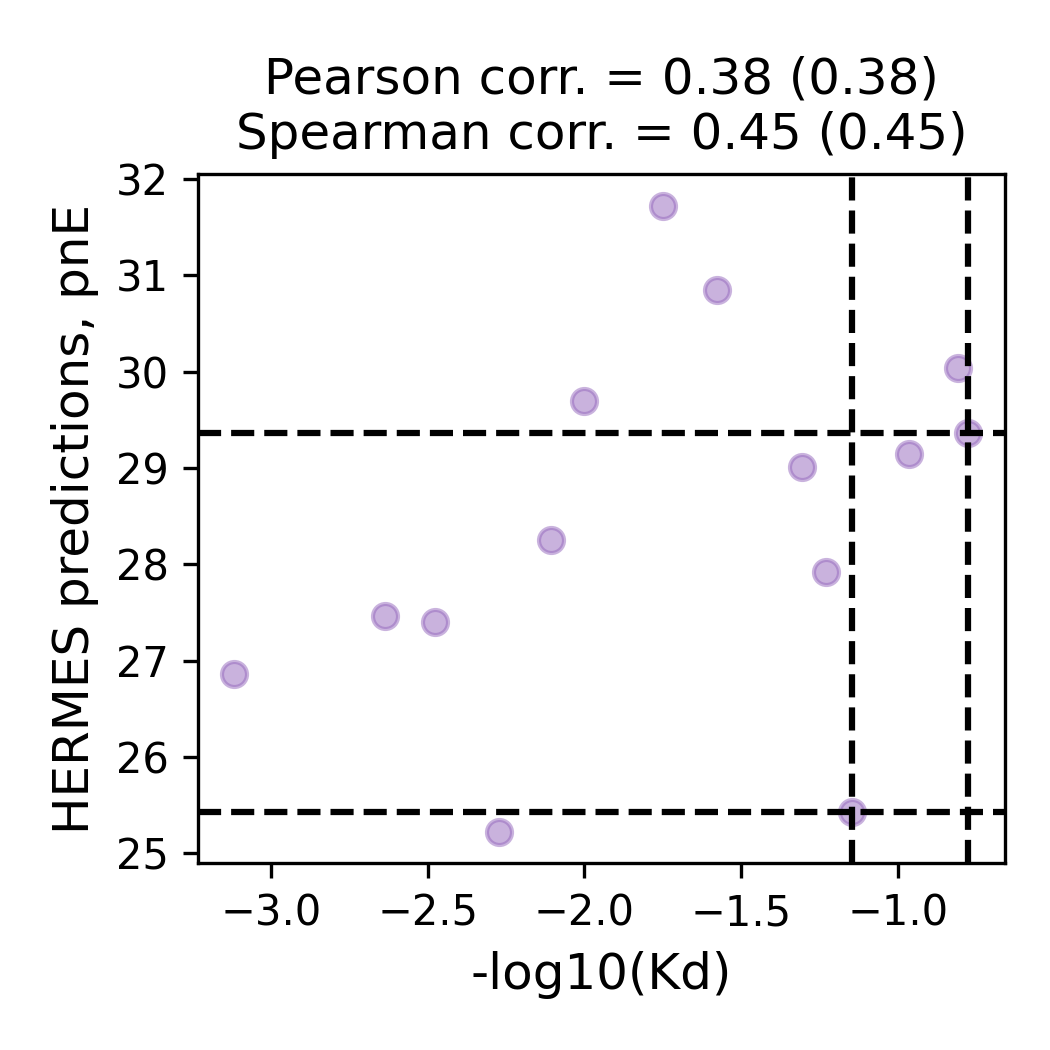 Pearson corr. = 0.38 (0.38)
Spearman corr. = 0.45 (0.45)
HERMES predictions, pnE
32
31
30
29
28
27
26
25
−3.0 −2.5 −2.0 −1.5 −1.0
-log10(Kd)